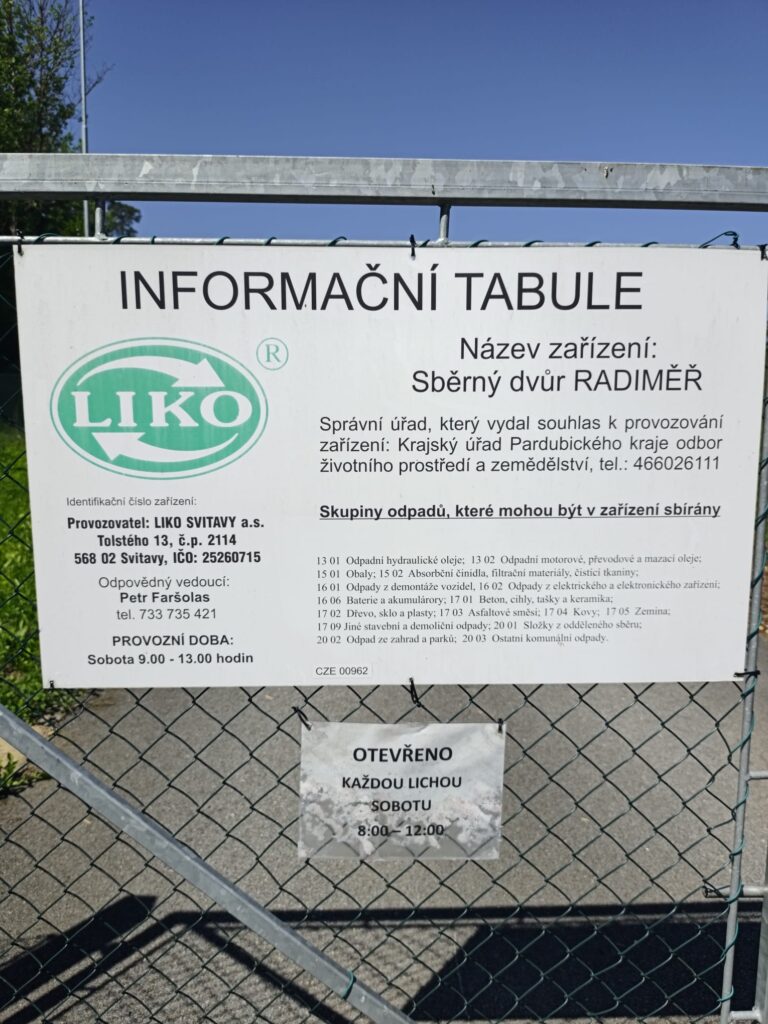 INFORMAČNÍ TABULE
LIKO
®
Název zařízení:
Sběrný dvůr RADIMĚŘ
Správní úřad, který vydal souhlas k provozování
zařízení: Krajský úřad Pardubického kraje odbor
životního prostředí a zemědělství, tel.: 466026111
Identifikační číslo zařízení:
Provozovatel: LIKO SVITAVY a.s.
Tolstého 13, č.p. 2114
568 02 Svitavy, IČO: 25260715
Odpovědný vedoucí:
Petr Faršolas
tel. 733 735 421
PROVOZNÍ DOBA:
Sobota 9.00 - 13.00 hodin
Skupiny odpadů, které mohou být v zařízení sbírány
13 01 Odpadní hydraulické oleje; 13 02 Odpadní motorové, převodové a mazací oleje;
15 01 Obaly; 15 02 Absorbční činidla, filtrační materiály, čistící tkaniny;
16 01 Odpady z demontáže vozidel, 16 02 Odpady z elektrického a elektronického zařízení;
16 06 Baterie a akumulárory; 17 01 Beton, cihly, tašky a keramika;
17 02 Dřevo, sklo a plasty; 17 03 Asfaltové směsi; 17 04 Kovy; 17 05 Zemina;
17 09 Jiné stavební a demoliční odpady; 20 01 Složky z odděleného sběru;
20 02 Odpad ze zahrad a parků; 20 03 Ostatní komunální odpady.
CZE 00962
OTEVŘENO
KAŽDOU LICHOU
SOBOTU
8:00 – 12:00